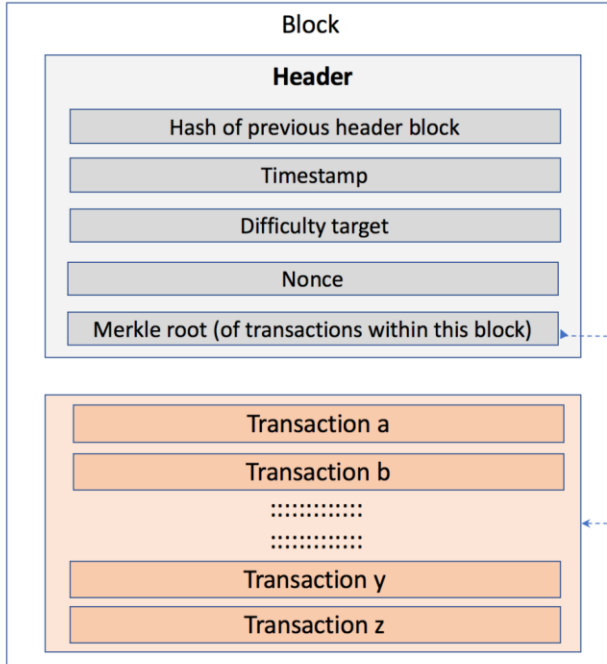 Block
Header
Hash of previous header block
Timestamp
Difficulty target
Nonce
Merkle root (of transactions within this block)
Transaction a
Transaction b
:::::::::::::
:::::::::::::
Transaction y
Transaction z